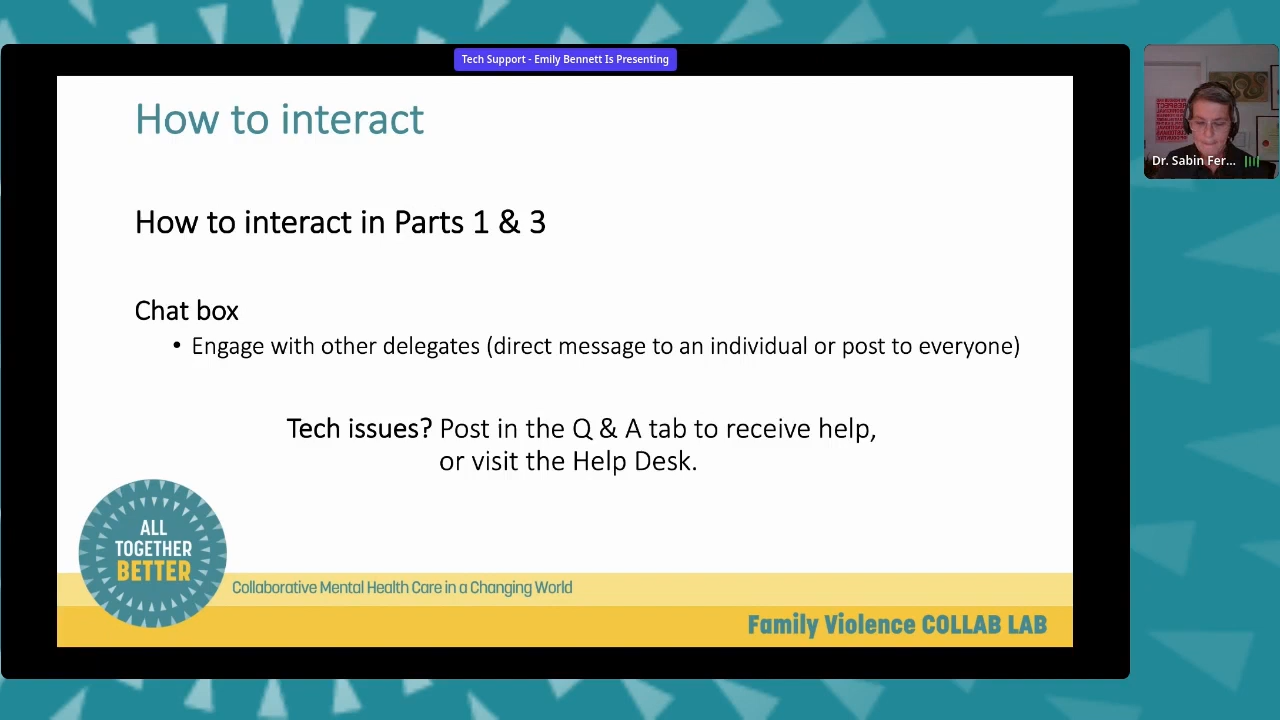 Tech Support - Emily Bennett Is Presenting
How to interact
How to interact in Parts 1 & 3
Chat box
• Engage with other delegates (direct message to an individual or post to everyone)
Tech issues? Post in the Q & A tab to receive help,
or visit the Help Desk.
ALL
TOGETHER
BETTER
Collaborative Mental Health Care in a Changing World
Family Violence COLLAB LAB
Dr. Sabin Fer...